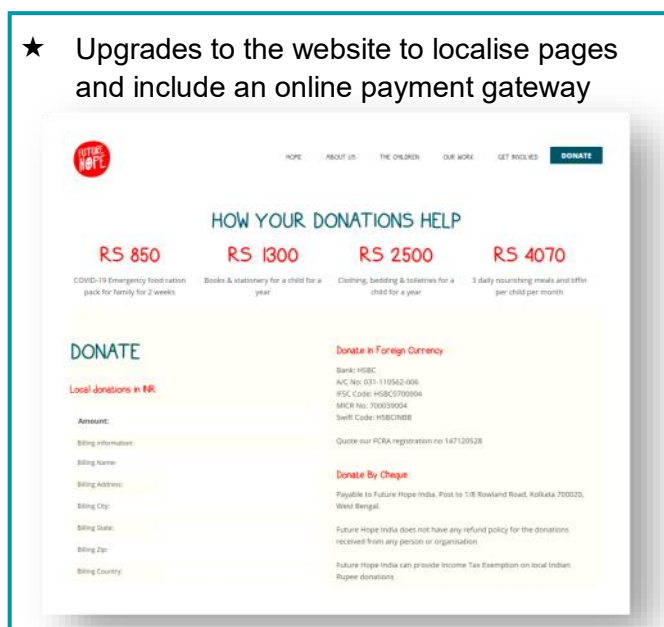 ★ Upgrades to the website to localise pages
and include an online payment gateway
FUTURE
HOPE
HOME ABOUT US THE CHILDREN OUR WORK GET INVOLVED DONATE
HOW YOUR DONATIONS HELP
RS 850 RS 1300 RS 2500 RS 4070
COVID-19 Emergency food ration Books & stationery for a child for a Clothing, bedding & toiletries for a 3 daily nourishing meals and tiffin
pack for family for 2 weeks year child for a year per child per month
DONATE
Local donations in INR
Amount:
Billing information:
Billing Name:
Billing Address:
Billing City:
Billing State:
Billing Zip:
Billing Country:
Donate in Foreign Currency
Bank: HSBC
A/C No: 031-110562-006
IFSC Code: HSBC0700004
MICR No: 700039004
Swift Code: HSBCINBB
Quote our FCRA registration no 147120528
Donate By Cheque
Payable to Future Hope India. Post to 1/8 Rowland Road, Kolkata 700020,
West Bengal.
Future Hope India does not have any refund policy for the donations
received from any person or organisation
Future Hope India can provide Income Tax Exemption on local Indian
Rupee donations